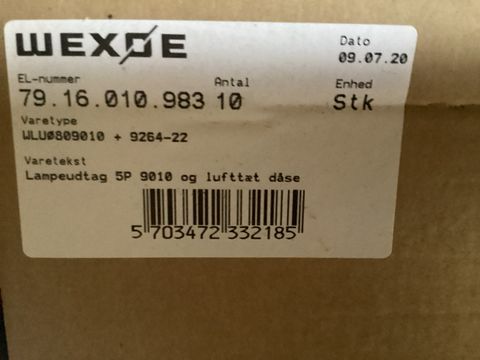 WEXØE
Dato
09.07.20
EL-nummer Antal Enhed
79.16.010.983 10 Stk
Varetype
WLU0809010 + 9264-22
Varetekst
Lampeudtag 5P 9010 og lufttæt dåse
5 703472 332185